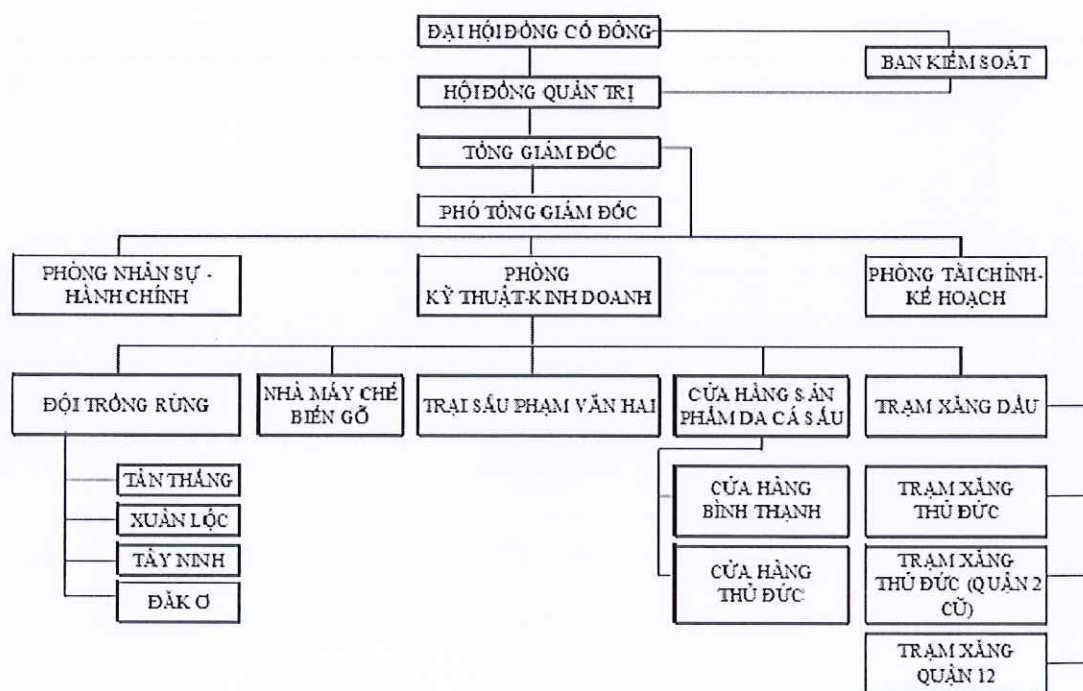 ĐẠI HỘI ĐỒNG CỔ ĐÔNG
BAN KIỂM SOÁT
HỘI ĐỒNG QUẢN TRỊ
TỔNG GIÁM ĐỐC
PHÓ TỔNG GIÁM ĐỐC
PHÒNG NHÂN SỰ -
HÀNH CHÍNH
PHÒNG
KỸ THUẬT-KINH DOANH
PHÒNG TÀI CHÍNH-
KẾ HOẠCH
ĐỘI TRỒNG RỪNG
NHÀ MÁY CHẾ
BIẾN GỖ
TRẠI SẤU PHẠM VĂN HAI
CỬA HÀNG SẢN
PHẨM DA CÁ SẤU
TRẠM XĂNG DẦU
TÂN THẮNG
XUÂN LỘC
TÂY NINH
ĐĂK Ơ
CỬA HÀNG
BÌNH THẠNH
CỬA HÀNG
THỦ ĐỨC
TRẠM XĂNG
THỦ ĐỨC
TRẠM XĂNG
THỦ ĐỨC (QUẬN 2
CŨ)
TRẠM XĂNG
QUẬN 12